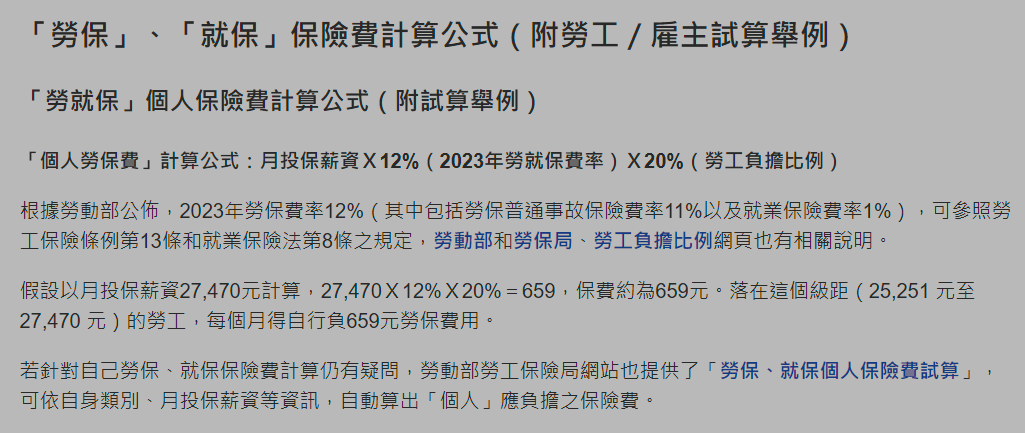 「勞保」、「就保」保險費計算公式（附勞工／雇主試算舉例）
「勞就保」個人保險費計算公式（附試算舉例）
「個人勞保費」計算公式：月投保薪資Ｘ12%（2023年勞就保費率）Ｘ20%（勞工負擔比例）
根據勞動部公佈，2023年勞保費率12%（其中包括勞保普通事故保險費率11%以及就業保險費率1%），可參照勞
工保險條例第13條和就業保險法第8條之規定，勞動部和勞保局、勞工負擔比例網頁也有相關說明。
假設以月投保薪資27,470元計算，27,470Ｘ12%Ｘ20%＝659，保費約為659元。落在這個級距（25,251 元至
27,470 元）的勞工，每個月得自行負659元勞保費用。
若針對自己勞保、就保保險費計算仍有疑問，勞動部勞工保險局網站也提供了「勞保、就保個人保險費試算」，
可依自身類別、月投保薪資等資訊，自動算出「個人」應負擔之保險費。